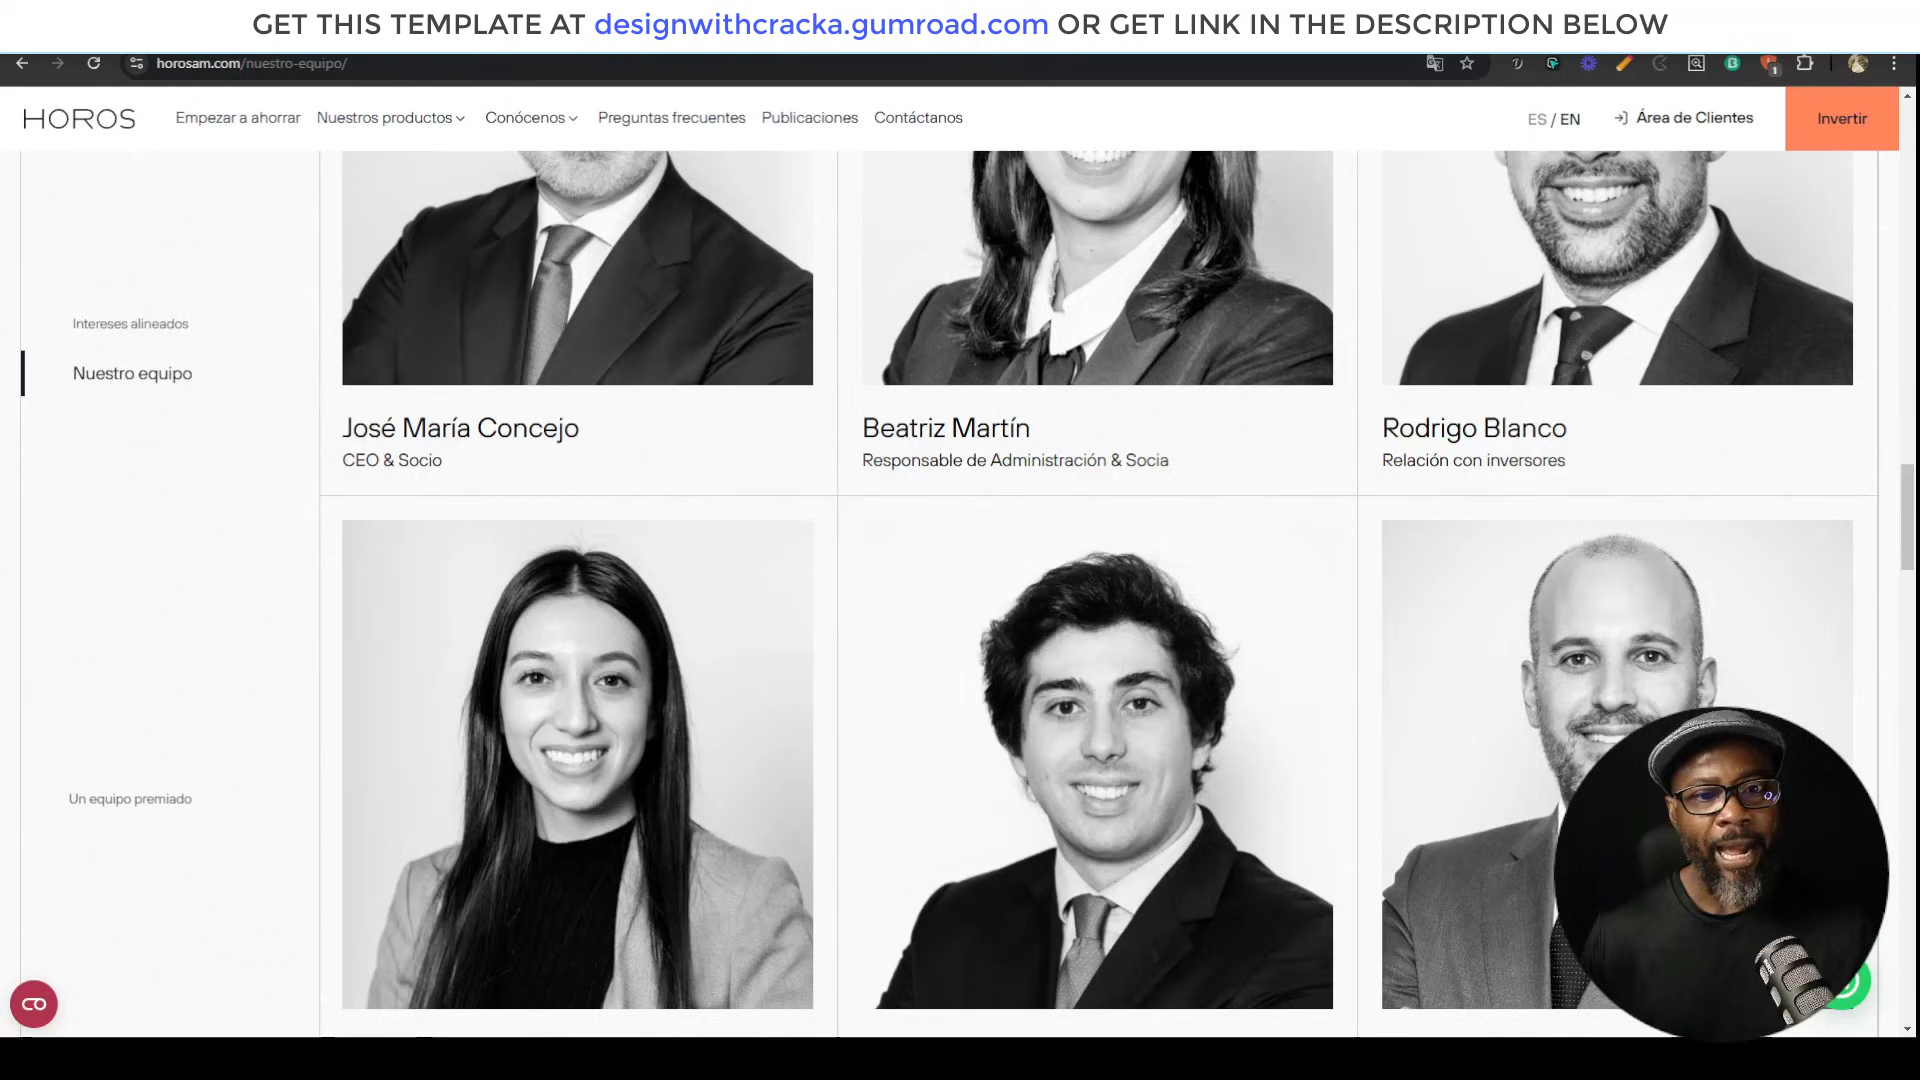 GET THIS TEMPLATE AT designwithcracka.gumroad.com OR GET LINK IN THE DESCRIPTION BELOW
horosam.com/nuestro-equipo/
1
HOROS
Empezar a ahorrar
Nuestros productos
Conócenos
Preguntas frecuentes
Publicaciones
Contáctanos
ES / EN
Área de Clientes
Invertir
Intereses alineados
Nuestro equipo
Un equipo premiado
José María Concejo
CEO & Socio
Beatriz Martín
Responsable de Administración & Socia
Rodrigo Blanco
Relación con inversores